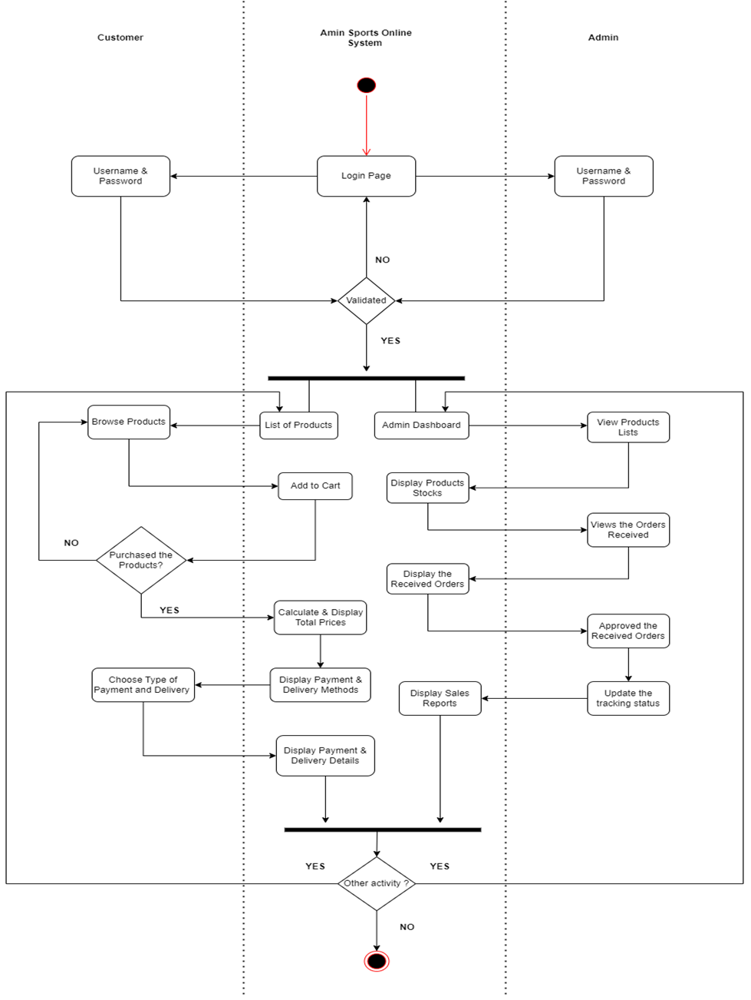 Customer
Amin Sports Online
System
Admin
Username &
Password
Login Page
Username &
Password
NO
Validated
YES
Browse Products
List of Products
Admin Dashboard
View Products
Lists
Add to Cart
Display Products
Stocks
Views the Orders
Received
NO
Purchased the
Products?
Display the
Received Orders
YES
Calculate & Display
Total Prices
Approved the
Received Orders
Choose Type of
Payment and Delivery
Display Payment &
Delivery Methods
Display Sales
Reports
Update the
tracking status
Display Payment &
Delivery Details
YES
YES
Other activity ?
NO